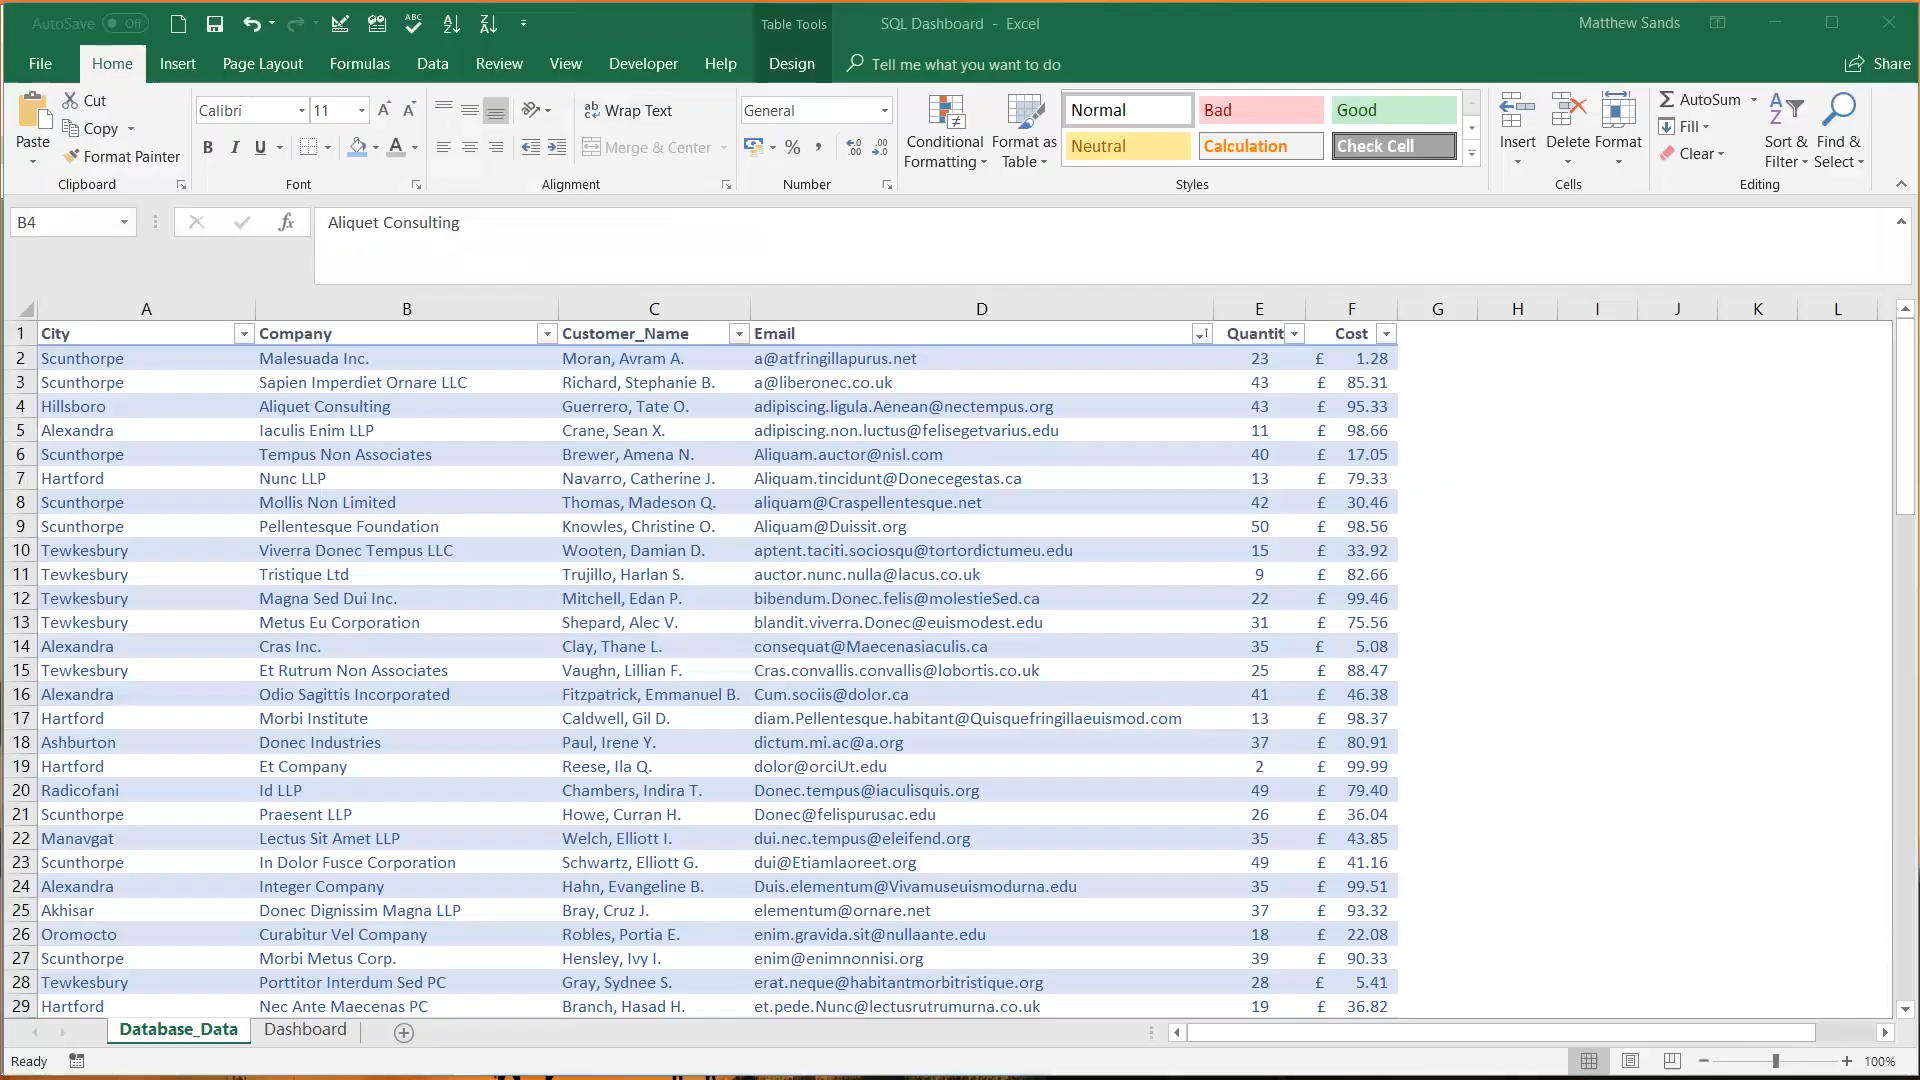 AutoSave Off ABC Table Tools SQL Dashboard - Excel Matthew Sands
File Home Insert Page Layout Formulas Data Review View Developer Help Design Tell me what you want to do Share
Cut
Copy
Format Painter
Paste
Clipboard
Calibri 11
B I U
Font
Wrap Text
Merge & Center
Alignment
General
Number
Conditional Formatting
Format as Table
Normal Bad Good
Neutral Calculation Check Cell
Styles
Insert Delete Format
Cells
AutoSum
Fill
Clear
Sort & Filter
Find & Select
Editing
B4 fx Aliquet Consulting
A B C D E F G H I J K L
1 City Company Customer_Name Email Quantit Cost
2 Scunthorpe Malesuada Inc. Moran, Avram A. a@atfringillapurus.net 23 £ 1.28
3 Scunthorpe Sapien Imperdiet Ornare LLC Richard, Stephanie B. a@liberonec.co.uk 43 £ 85.31
4 Hillsboro Aliquet Consulting Guerrero, Tate O. adipiscing.ligula.Aenean@nectempus.org 43 £ 95.33
5 Alexandra Iaculis Enim LLP Crane, Sean X. adipiscing.non.luctus@felisegetvarius.edu 11 £ 98.66
6 Scunthorpe Tempus Non Associates Brewer, Amena N. Aliquam.auctor@nisl.com 40 £ 17.05
7 Hartford Nunc LLP Navarro, Catherine J. Aliquam.tincidunt@Donecegestas.ca 13 £ 79.33
8 Scunthorpe Mollis Non Limited Thomas, Madeson Q. aliquam@Craspellentesque.net 42 £ 30.46
9 Scunthorpe Pellentesque Foundation Knowles, Christine O. Aliquam@Duissit.org 50 £ 98.56
10 Tewkesbury Viverra Donec Tempus LLC Wooten, Damian D. aptent.taciti.sociosqu@tortordictumeu.edu 15 £ 33.92
11 Tewkesbury Tristique Ltd Trujillo, Harlan S. auctor.nunc.nulla@lacus.co.uk 9 £ 82.66
12 Tewkesbury Magna Sed Dui Inc. Mitchell, Edan P. bibendum.Donec.felis@molestieSed.ca 22 £ 99.46
13 Tewkesbury Metus Eu Corporation Shepard, Alec V. blandit.viverra.Donec@euismodest.edu 31 £ 75.56
14 Alexandra Cras Inc. Clay, Thane L. consequat@Maecenasiaculis.ca 35 £ 5.08
15 Tewkesbury Et Rutrum Non Associates Vaughn, Lillian F. Cras.convallis.convallis@lobortis.co.uk 25 £ 88.47
16 Alexandra Odio Sagittis Incorporated Fitzpatrick, Emmanuel B. Cum.sociis@dolor.ca 41 £ 46.38
17 Hartford Morbi Institute Caldwell, Gil D. diam.Pellentesque.habitant@Quisquefringillaeuismod.com 13 £ 98.37
18 Ashburton Donec Industries Paul, Irene Y. dictum.mi.ac@a.org 37 £ 80.91
19 Hartford Et Company Reese, Ila Q. dolor@orciUt.edu 2 £ 99.99
20 Radicofani Id LLP Chambers, Indira T. Donec.tempus@iaculisquis.org 49 £ 79.40
21 Scunthorpe Praesent LLP Howe, Curran H. Donec@felispurusac.edu 26 £ 36.04
22 Manavgat Lectus Sit Amet LLP Welch, Elliott I. dui.nec.tempus@eleifend.org 35 £ 43.85
23 Scunthorpe In Dolor Fusce Corporation Schwartz, Elliott G. dui@Etiamlaoreet.org 49 £ 41.16
24 Alexandra Integer Company Hahn, Evangeline B. Duis.elementum@Vivamuseuismodurna.edu 35 £ 99.51
25 Akhisar Donec Dignissim Magna LLP Bray, Cruz J. elementum@ornare.net 37 £ 93.32
26 Oromocto Curabitur Vel Company Robles, Portia E. enim.gravida.sit@nullaante.edu 18 £ 22.08
27 Scunthorpe Morbi Metus Corp. Hensley, Ivy I. enim@enimnonnisi.org 39 £ 90.33
28 Tewkesbury Porttitor Interdum Sed PC Gray, Sydnee S. erat.neque@habitantmorbitristique.org 28 £ 5.41
29 Hartford Nec Ante Maecenas PC Branch, Hasad H. et.pede.Nunc@lectusrutrumurna.co.uk 19 £ 36.82
Database_Data Dashboard
Ready 100%